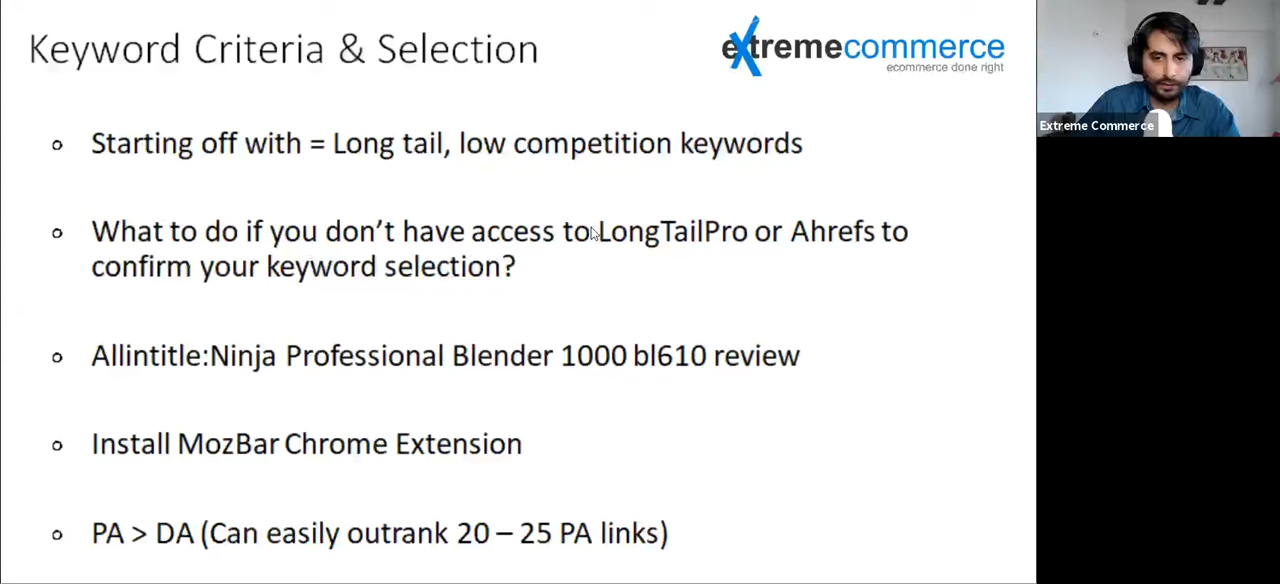 Keyword Criteria & Selection
extremecommerce
ecommerce done right
Extreme Commerce
Starting off with = Long tail, low competition keywords
What to do if you don't have access to LongTailPro or Ahrefs to
confirm your keyword selection?
Allintitle:Ninja Professional Blender 1000 bl610 review
Install MozBar Chrome Extension
PA > DA (Can easily outrank 20 – 25 PA links)